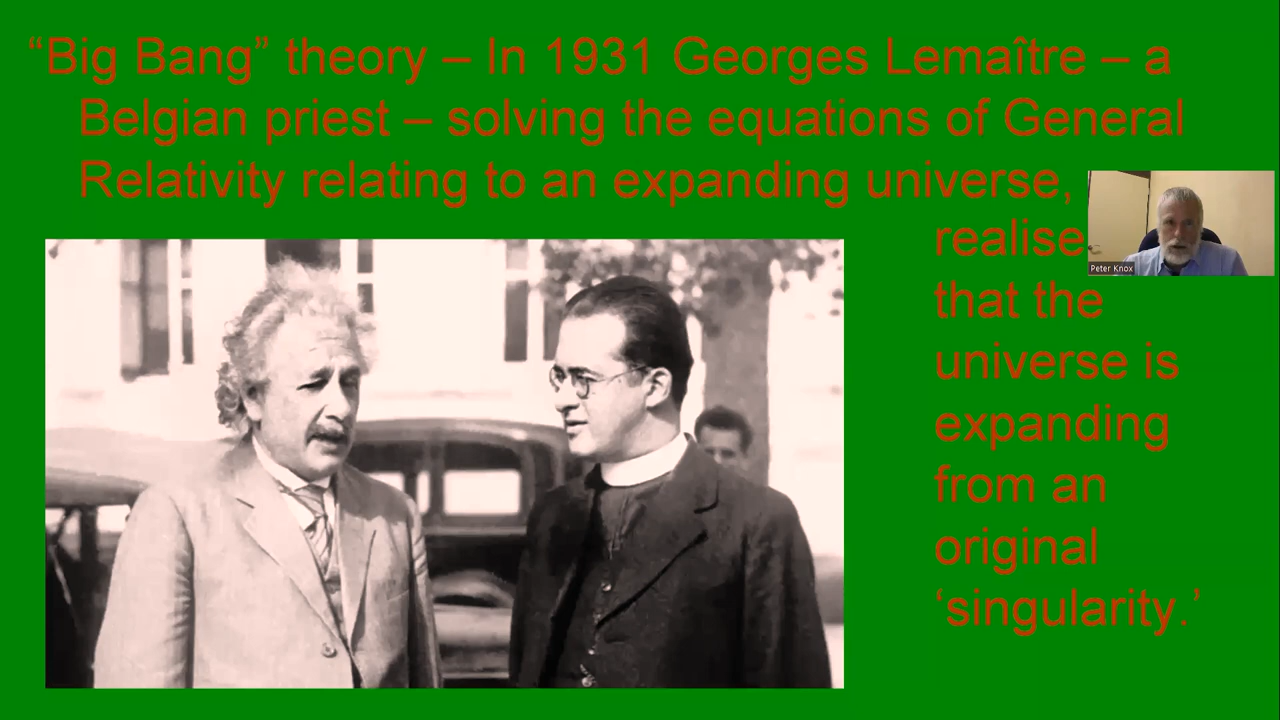 “Big Bang” theory – In 1931 Georges Lemaître – a
Belgian priest – solving the equations of General
Relativity relating to an expanding universe,
realise
that the
universe is
expanding
from an
original
‘singularity.’
Peter Knox